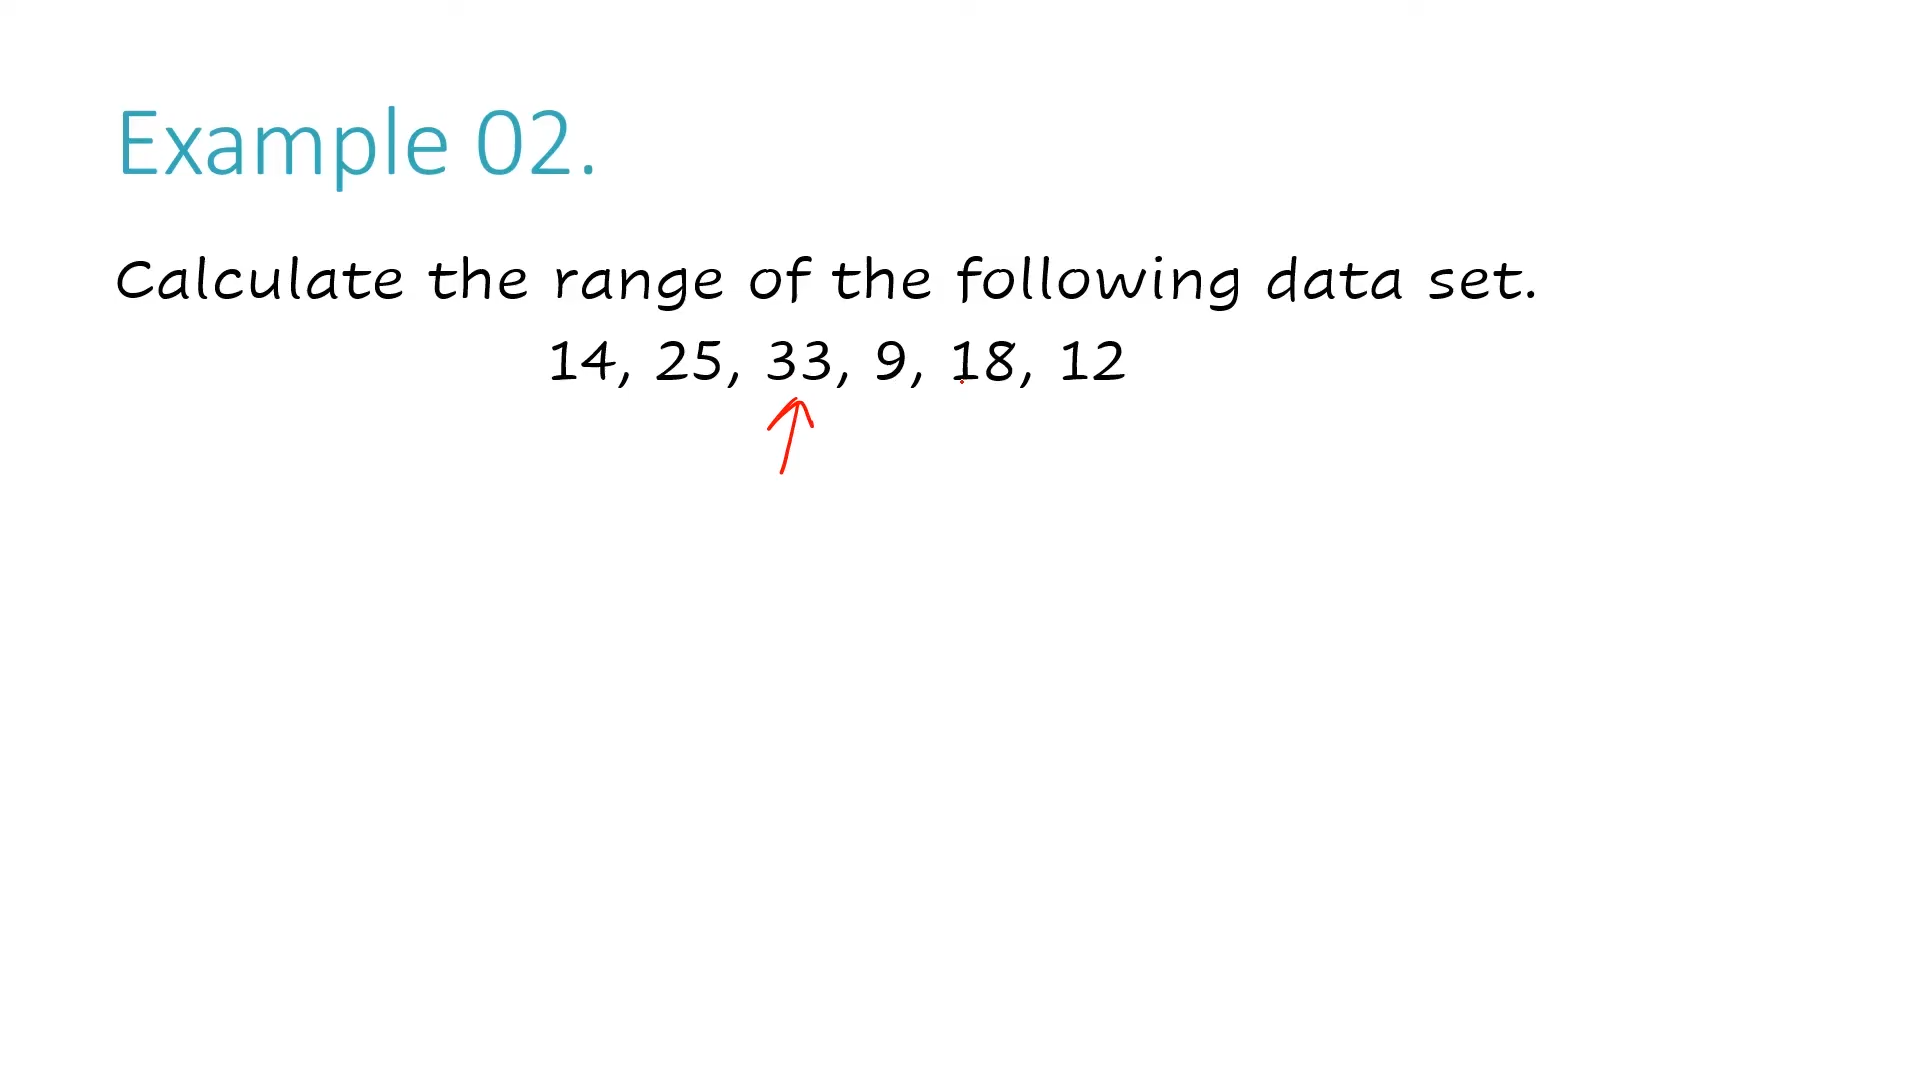 Example 02.
Calculate the range of the following data set.
14, 25, 33, 9, 18, 12